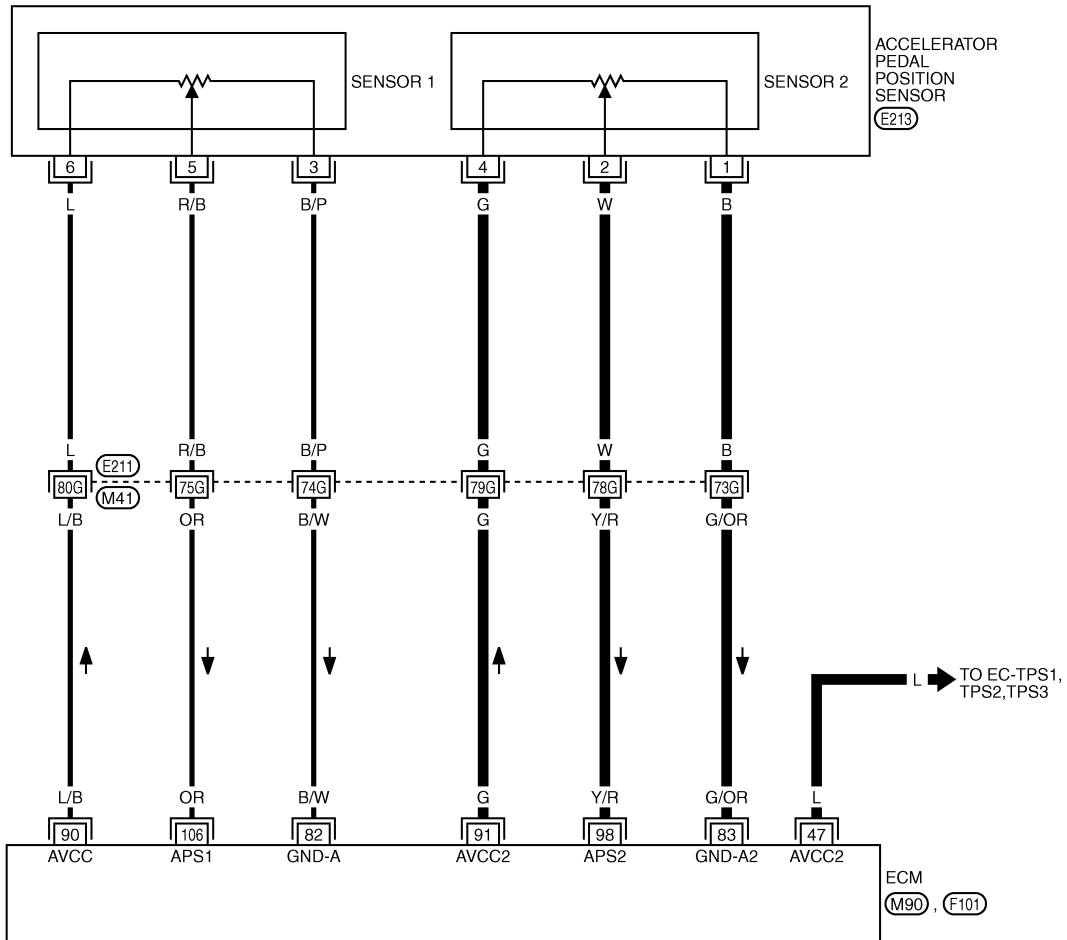 SENSOR 1
SENSOR 2
ACCELERATOR
PEDAL
POSITION
SENSOR
E213
6 5 3 4 2 1
L R/B B/P G W B
L R/B B/P G W B
E211
80G 75G 74G 79G 78G 73G
M41
L/B OR B/W G Y/R G/OR
L TO EC-TPS1,
TPS2,TPS3
L/B OR B/W G Y/R G/OR L
90 106 82 91 98 83 47
AVCC APS1 GND-A AVCC2 APS2 GND-A2 AVCC2
ECM
M90 , F101